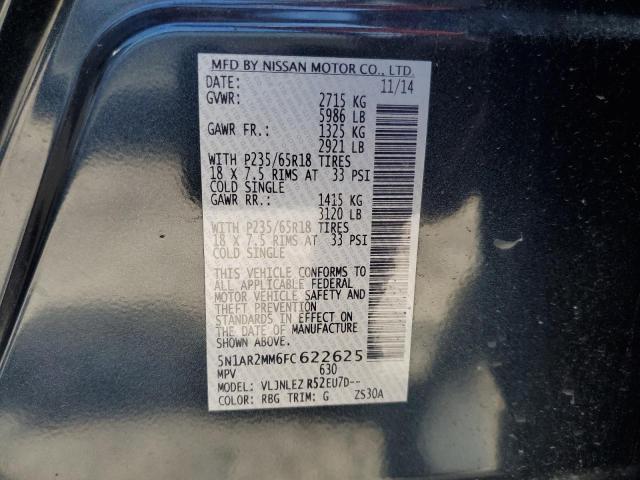 MFD BY NISSAN MOTOR CO., LTD.
DATE: 11/14
GVWR: 2715 KG
5986 LB
GAWR FR.: 1325 KG
2921 LB
WITH P235/65R18 TIRES
18 X 7.5 RIMS AT 33 PSI
COLD SINGLE
GAWR RR.: 1415 KG
3120 LB
WITH P235/65R18 TIRES
18 X 7.5 RIMS AT 33 PSI
COLD SINGLE
THIS VEHICLE CONFORMS TO
ALL APPLICABLE FEDERAL
MOTOR VEHICLE SAFETY AND
THEFT PREVENTION
STANDARDS IN EFFECT ON
THE DATE OF MANUFACTURE
SHOWN ABOVE.
5N1AR2MM6FC622625
MPV 630
MODEL: VLJNLEZ R52EU7D--
COLOR: RBG TRIM: G ZS30A